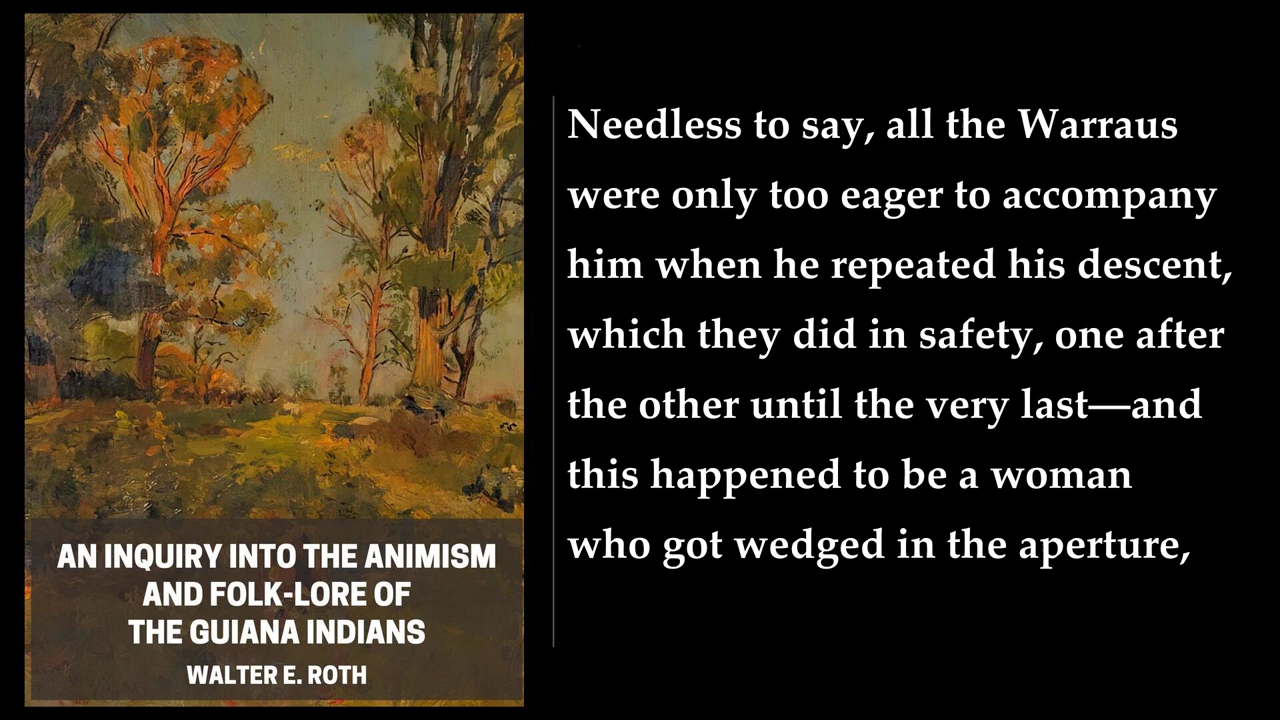 Needless to say, all the Warraus
were only too eager to accompany
him when he repeated his descent,
which they did in safety, one after
the other until the very last—and
this happened to be a woman
who got wedged in the aperture,
AN INQUIRY INTO THE ANIMISM
AND FOLK-LORE OF
THE GUIANA INDIANS
WALTER E. ROTH